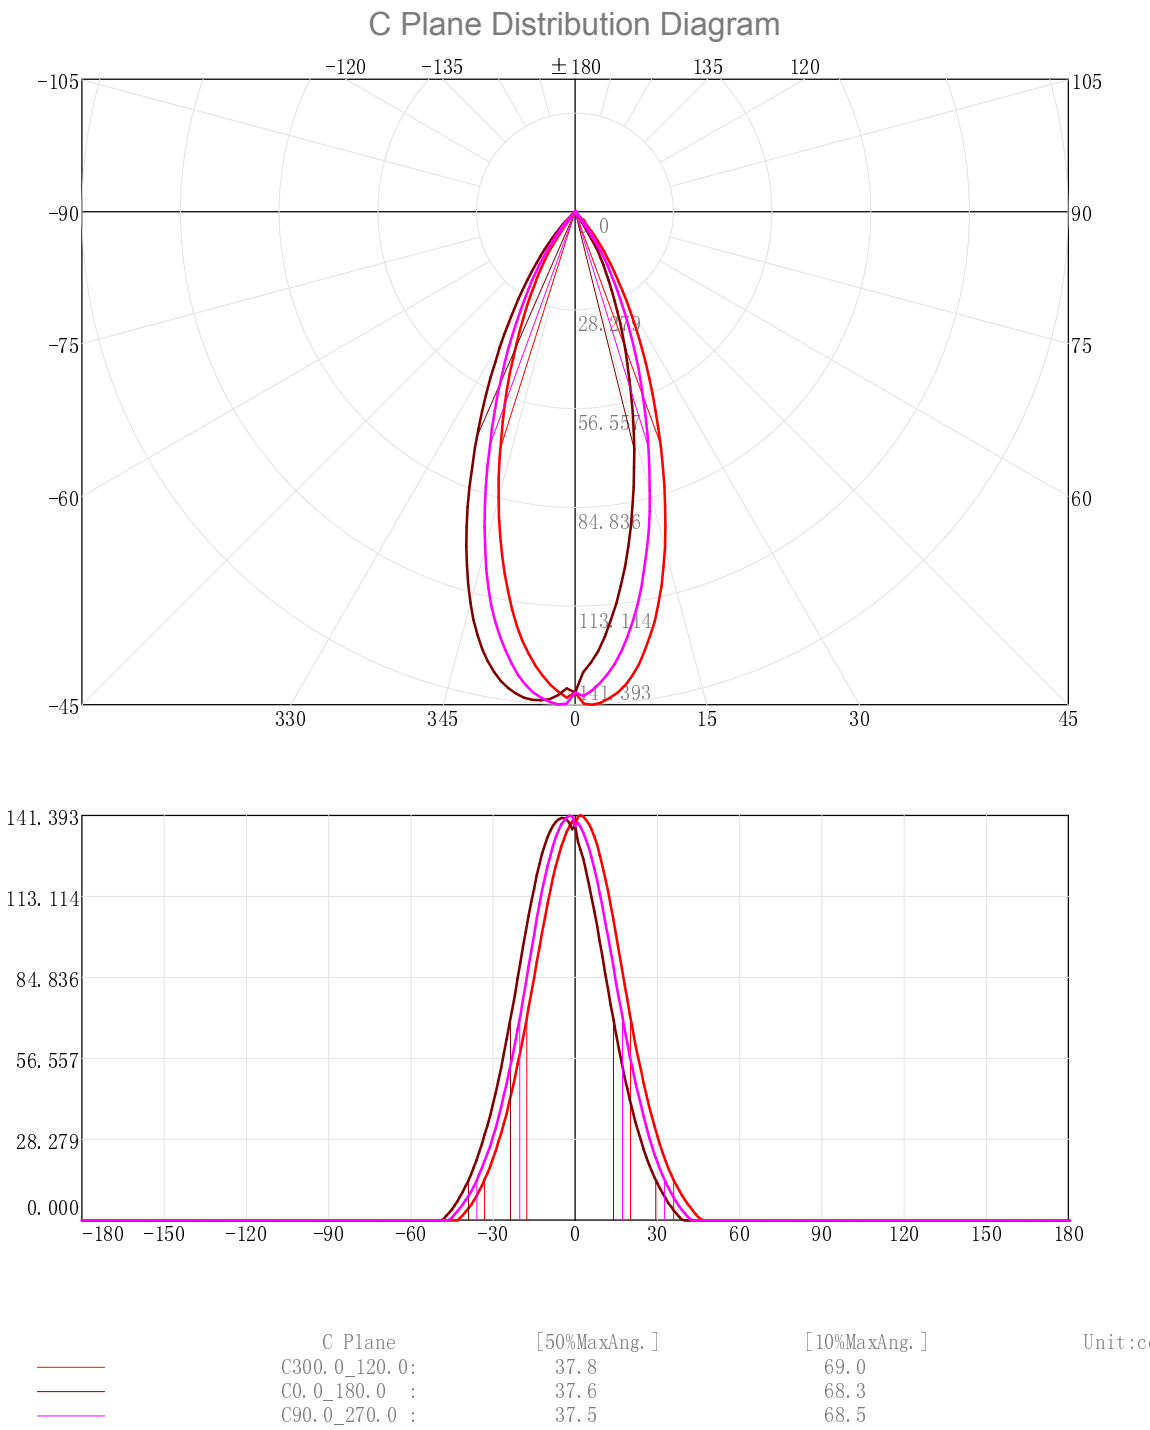 C Plane Distribution Diagram
-120 -135 ±180 135 120
-105 105
-90 90
0
28.279
-75 75
56.557
-60 60
84.836
113.114
141.393
-45
330 345 0 15 30 45
141.393
113.114
84.836
56.557
28.279
0.000
-180 -150 -120 -90 -60 -30 0 30 60 90 120 150 180
C Plane [50%MaxAng.] [10%MaxAng.] Unit:c
C300.0_120.0: 37.8 69.0
C0.0_180.0 : 37.6 68.3
C90.0_270.0 : 37.5 68.5